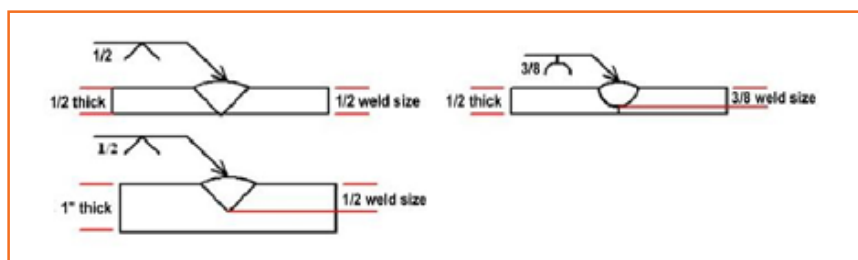 1/2
1/2 thick
1/2 weld size
3/8
1/2 thick
3/8 weld size
1/2
1" thick
1/2 weld size